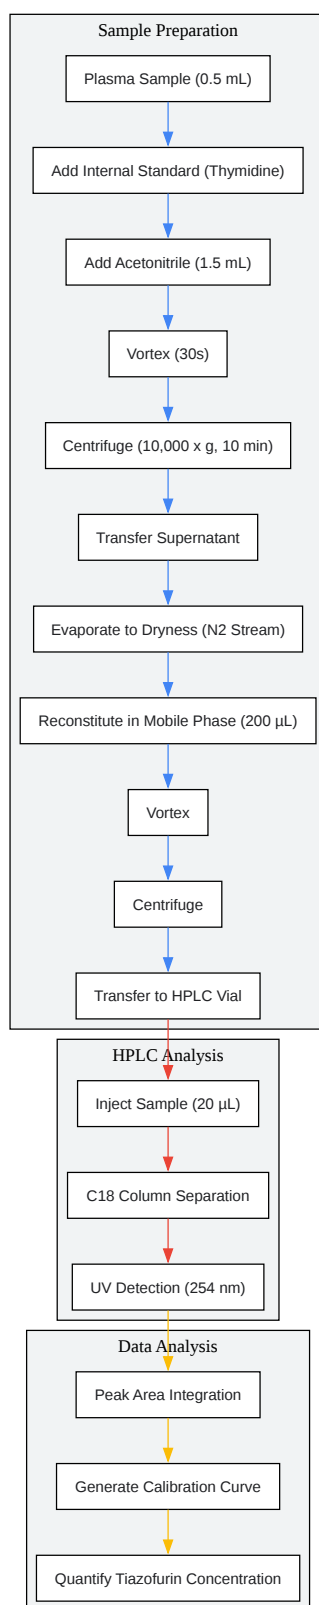 Sample Preparation
Plasma Sample (0.5 mL)
Add Internal Standard (Thymidine)
Add Acetonitrile (1.5 mL)
Vortex (30s)
Centrifuge (10,000 x g, 10 min)
Transfer Supernatant
Evaporate to Dryness (N2 Stream)
Reconstitute in Mobile Phase (200 µL)
Vortex
Centrifuge
Transfer to HPLC Vial
HPLC Analysis
Inject Sample (20 µL)
C18 Column Separation
UV Detection (254 nm)
Data Analysis
Peak Area Integration
Generate Calibration Curve
Quantify Tiazofurin Concentration